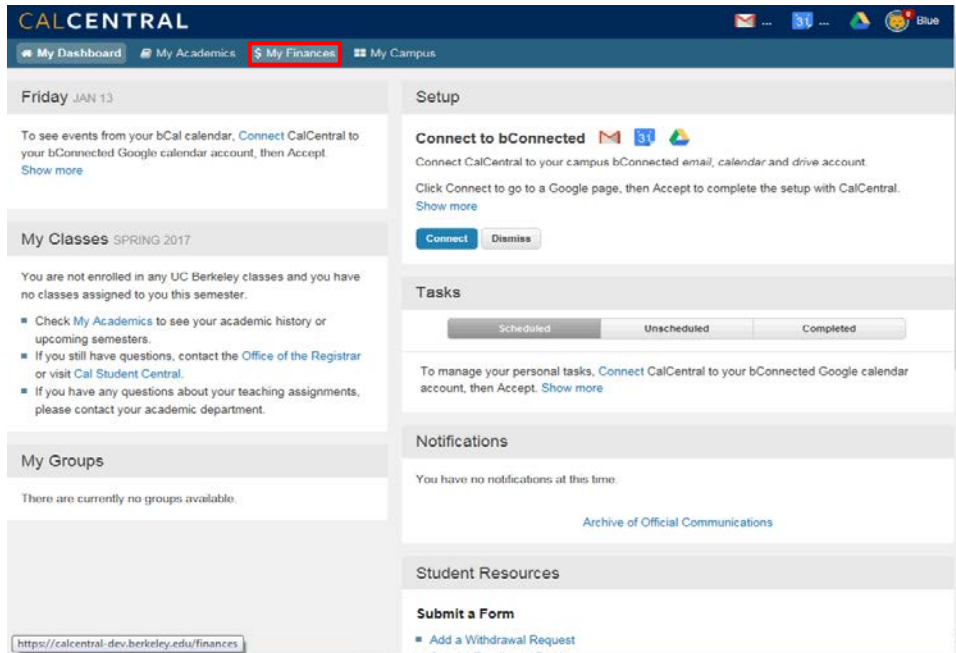 CALCENTRAL
... 31 ... Blue
My Dashboard My Academics $ My Finances My Campus
Friday JAN 13
To see events from your bCal calendar, Connect CalCentral to
your bConnected Google calendar account, then Accept.
Show more
My Classes SPRING 2017
You are not enrolled in any UC Berkeley classes and you have
no classes assigned to you this semester.
Check My Academics to see your academic history or
upcoming semesters.
If you still have questions, contact the Office of the Registrar
or visit Cal Student Central.
If you have any questions about your teaching assignments,
please contact your academic department.
My Groups
There are currently no groups available.
https://calcentral-dev.berkeley.edu/finances
Setup
Connect to bConnected 31
Connect CalCentral to your campus bConnected email, calendar and drive account.
Click Connect to go to a Google page, then Accept to complete the setup with CalCentral.
Show more
Connect Dismiss
Tasks
Scheduled Unscheduled Completed
To manage your personal tasks, Connect CalCentral to your bConnected Google calendar
account, then Accept. Show more
Notifications
You have no notifications at this time.
Archive of Official Communications
Student Resources
Submit a Form
Add a Withdrawal Request